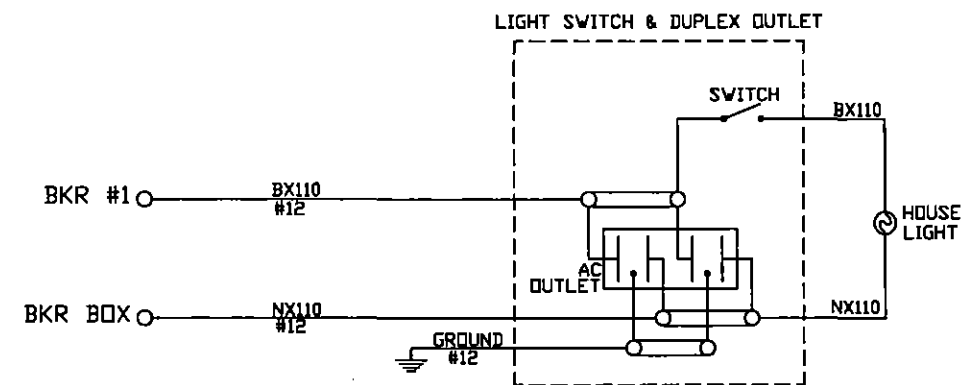 LIGHT SWITCH & DUPLEX OUTLET
SWITCH
BX110
BKR #1
BX110
#12
HOUSE
LIGHT
AC
OUTLET
BKR BOX
NX110
#12
NX110
GROUND
#12